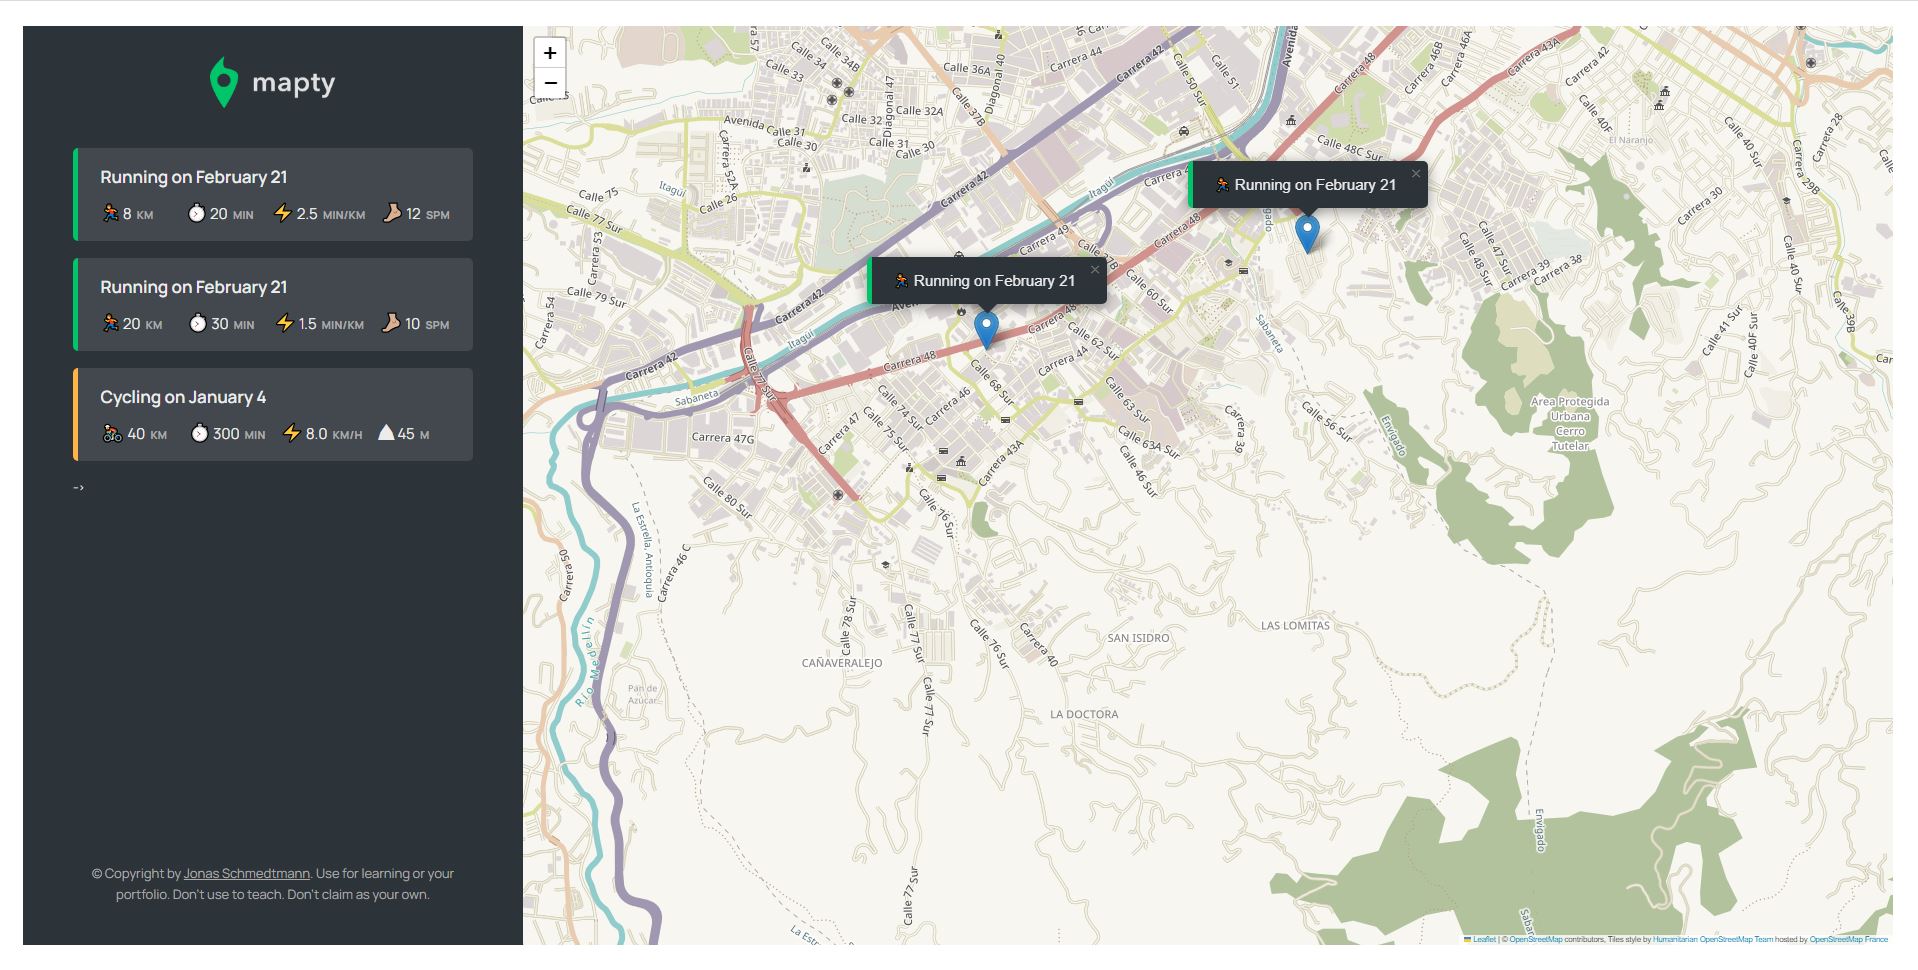 mapty
Running on February 21
8 KM 20 MIN 2.5 MIN/KM 12 SPM
Running on February 21
20 KM 30 MIN 1.5 MIN/KM 10 SPM
Cycling on January 4
40 KM 300 MIN 8.0 KM/H 45 M
->
© Copyright by Jonas Schmedtmann. Use for learning or your
portfolio. Don't use to teach. Don't claim as your own.
+
−
Calle 34
Calle 34B
Calle 33
Calle 36A
Carrera 44
Carrera 42
Calle 50 Sur
Calle 51
Avenida
Carrera 48
Carrera 46B
Carrera 46A
Carrera 43A
Carrera 42
Diagonal 40
Diagonal 47
Calle 32A
Calle 37B
Calle 32
Avenida Calle 31
Calle 30
Calle 31
Calle 30
Carrera 52A
Calle 26
Itagüí
Calle 75
Calle 77 Sur
Carrera 53
Calle 79 Sur
Carrera 54
Carrera 42
Itagüí
Carrera 49
Carrera 48
Calle 48C Sur
Calle 40F
El Naranjo
Calle 40 Sur
Calle 28
Carrera 29B
Carrera 30
Running on February 21
×
Running on February 21
×
Calle 47 Sur
Calle 48 Sur
Carrera 39
Carrera 38
Calle 40 Sur
Calle 39B
Calle 41 Sur
Calle 40F Sur
Carrera 42
Carrera 42
Itagüí
Sabaneta
Calle 77 Sur
Carrera 48
Carrera 48
Calle 60 Sur
Calle 62 Sur
Carrera 44
Calle 68 Sur
Carrera 46
Calle 74 Sur
Calle 75 Sur
Carrera 47
Carrera 47G
Calle 63 Sur
Calle 63A Sur
Calle 46 Sur
Carrera 43A
Carrera 39
Calle 56 Sur
Sabaneta
Envigado
Area Protegida
Urbana
Cerro
Tutelar
Calle 80 Sur
Calle 76 Sur
La Estrella, Antioquia
Carrera 46 C
Carrera 50
Calle 78 Sur
Calle 77 Sur
Calle 76 Sur
Carrera 40
SAN ISIDRO
LAS LOMITAS
CAÑAVERALEJO
Río Medellín
Pan de
Azúcar
Calle 77 Sur
LA DOCTORA
Envigado
Calle 77 Sur
Leaflet | © OpenStreetMap contributors, Tiles style by Humanitarian OpenStreetMap Team hosted by OpenStreetMap France